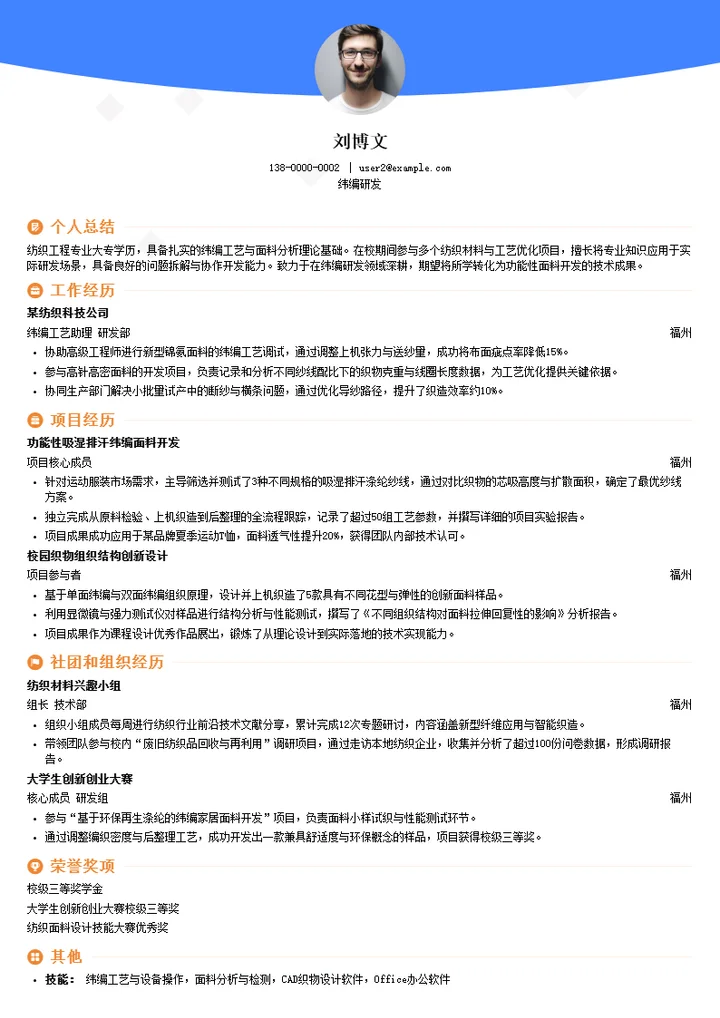 刘博文
138-0000-0002 | user2@example.com
纬编研发
个人总结
纺织工程专业大专学历，具备扎实的纬编工艺与面料分析理论基础。在校期间参与多个纺织材料与工艺优化项目，擅长将专业知识应用于实
际研发场景，具备良好的问题拆解与协作开发能力。致力于在纬编研发领域深耕，期望将所学转化为功能性面料开发的技术成果。
工作经历
某纺织科技公司
纬编工艺助理 研发部 福州
• 协助高级工程师进行新型锦氨面料的纬编工艺调试，通过调整上机张力与送纱量，成功将布面疵点率降低15%。
• 参与高针高密面料的开发项目，负责记录和分析不同纱线配比下的织物克重与线圈长度数据，为工艺优化提供关键依据。
• 协同生产部门解决小批量试产中的断纱与横条问题，通过优化导纱路径，提升了织造效率约10%。
项目经历
功能性吸湿排汗纬编面料开发
项目核心成员 福州
• 针对运动服装市场需求，主导筛选并测试了3种不同规格的吸湿排汗涤纶纱线，通过对比织物的芯吸高度与扩散面积，确定了最优纱线
方案。
• 独立完成从原料检验、上机织造到后整理的全流程跟踪，记录了超过50组工艺参数，并撰写详细的项目实验报告。
• 项目成果成功应用于某品牌夏季运动T恤，面料透气性提升20%，获得团队内部技术认可。
校园织物组织结构创新设计
项目参与者 福州
• 基于单面纬编与双面纬编组织原理，设计并上机织造了5款具有不同花型与弹性的创新面料样品。
• 利用显微镜与强力测试仪对样品进行结构分析与性能测试，撰写了《不同组织结构对面料拉伸回复性的影响》分析报告。
• 项目成果作为课程设计优秀作品展出，锻炼了从理论设计到实际落地的技术实现能力。
社团和组织经历
纺织材料兴趣小组
组长 技术部 福州
• 组织小组成员每周进行纺织行业前沿技术文献分享，累计完成12次专题研讨，内容涵盖新型纤维应用与智能织造。
• 带领团队参与校内“废旧纺织品回收与再利用”调研项目，通过走访本地纺织企业，收集并分析了超过100份问卷数据，形成调研报
告。
大学生创新创业大赛
核心成员 研发组 福州
• 参与“基于环保再生涤纶的纬编家居面料开发”项目，负责面料小样试织与性能测试环节。
• 通过调整编织密度与后整理工艺，成功开发出一款兼具舒适度与环保概念的样品，项目获得校级三等奖。
荣誉奖项
校级三等奖学金
大学生创新创业大赛校级三等奖
纺织面料设计技能大赛优秀奖
其他
• 技能： 纬编工艺与设备操作，面料分析与检测，CAD织物设计软件，Office办公软件